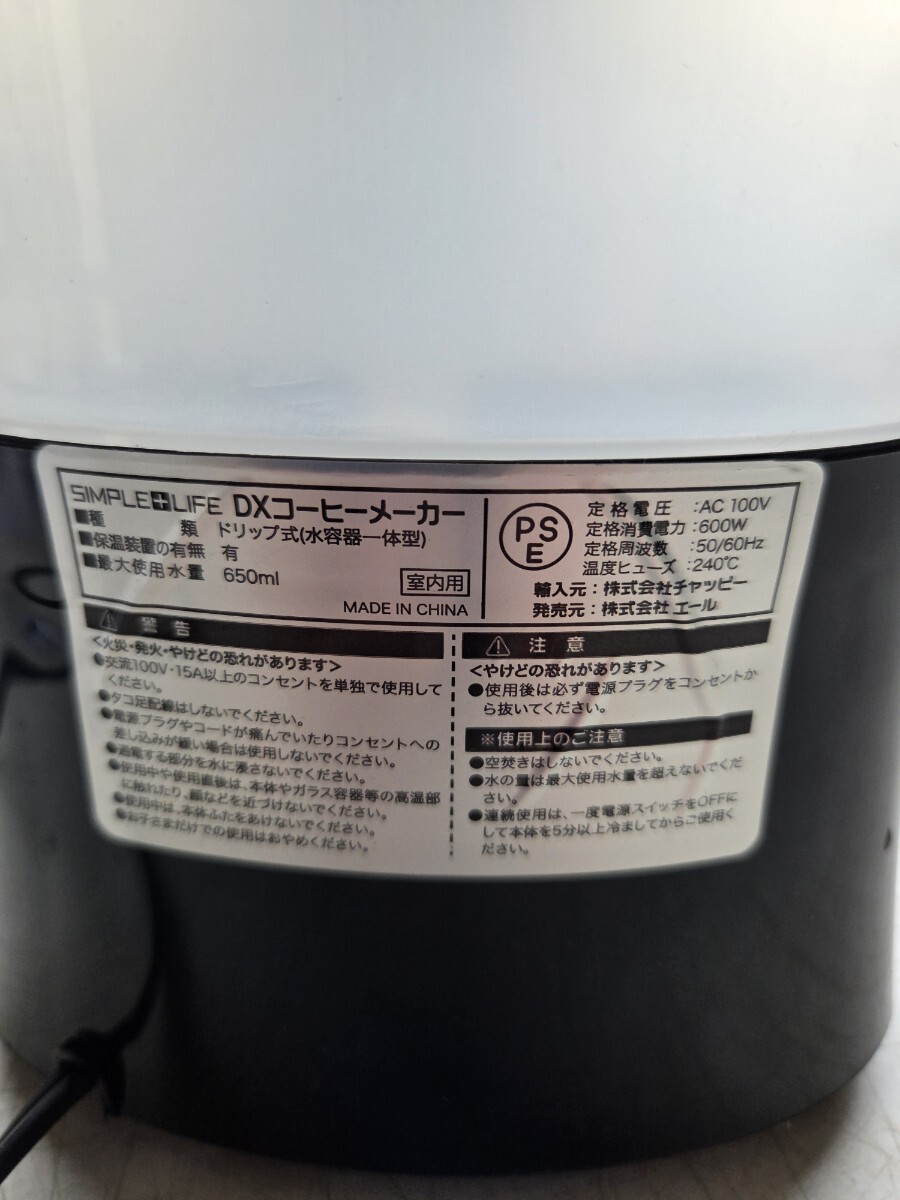 SIMPLE+LIFE DXコーヒーメーカー
■種類 ドリップ式(水容器一体型)
■保温装置の有無 有
■最大使用水量 650ml
室内用
MADE IN CHINA
PS
E
定格電圧:AC 100V
定格消費電力:600W
定格周波数:50/60Hz
温度ヒューズ:240℃
輸入元:株式会社チャッピー
発売元:株式会社エール
警告
<火災・発火・やけどの恐れがあります>
●交流100V・15A以上のコンセントを単独で使用して
ください。
●タコ足配線はしないでください。
●電源プラグやコードが痛んでいたりコンセントへの
差し込みが緩い場合は使用しないでください。
●通電する部分を水に浸さないでください。
●使用中や使用直後は、本体やガラス容器等の高温部
に触れたり、顔などを近づけないでください。
●使用中は、本体ふたをあけないでください。
●お子さまだけでの使用はおやめください。
注意
<やけどの恐れがあります>
●使用後は必ず電源プラグをコンセントか
ら抜いてください。
※使用上のご注意
●空焚きはしないでください。
●水の量は最大使用水量を超えないでくだ
さい。
●連続使用は、一度電源スイッチをOFFに
して本体を5分以上冷ましてからご使用く
ださい。